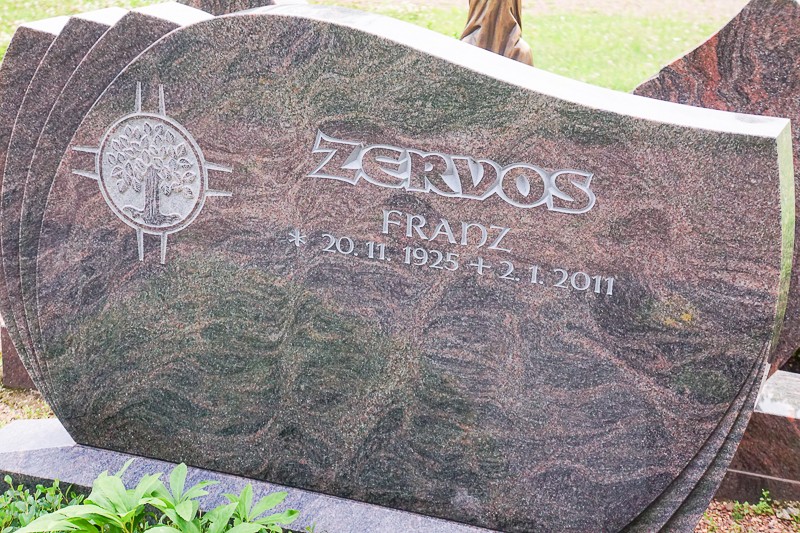 ZERVOS
FRANZ
* 20. 11. 1925 + 2. 1. 2011